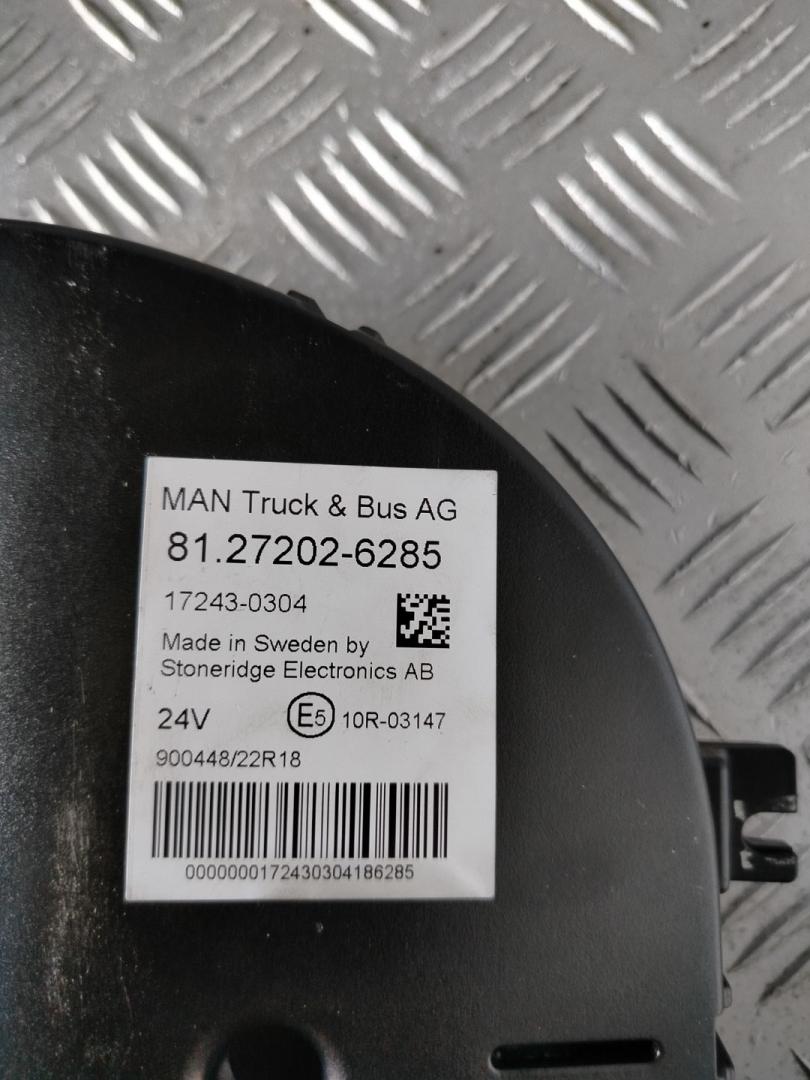 MAN Truck & Bus AG
81.27202-6285
17243-0304
Made in Sweden by
Stoneridge Electronics AB
24V E5 10R-03147
900448/22R18
0000000172430304186285